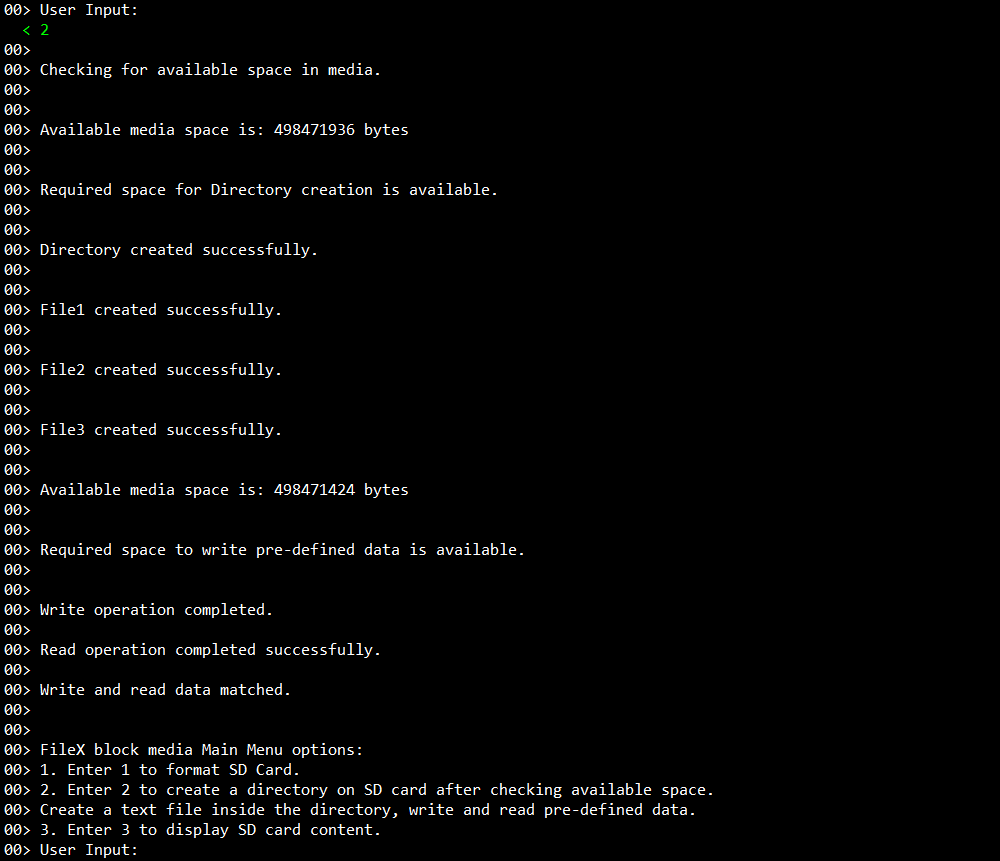 00> User Input:
< 2
00>
00> Checking for available space in media.
00>
00>
00> Available media space is: 498471936 bytes
00>
00>
00> Required space for Directory creation is available.
00>
00>
00> Directory created successfully.
00>
00>
00> File1 created successfully.
00>
00>
00> File2 created successfully.
00>
00>
00> File3 created successfully.
00>
00>
00> Available media space is: 498471424 bytes
00>
00>
00> Required space to write pre-defined data is available.
00>
00>
00> Write operation completed.
00>
00> Read operation completed successfully.
00>
00> Write and read data matched.
00>
00>
00> FileX block media Main Menu options:
00> 1. Enter 1 to format SD Card.
00> 2. Enter 2 to create a directory on SD card after checking available space.
00> Create a text file inside the directory, write and read pre-defined data.
00> 3. Enter 3 to display SD card content.
00> User Input: